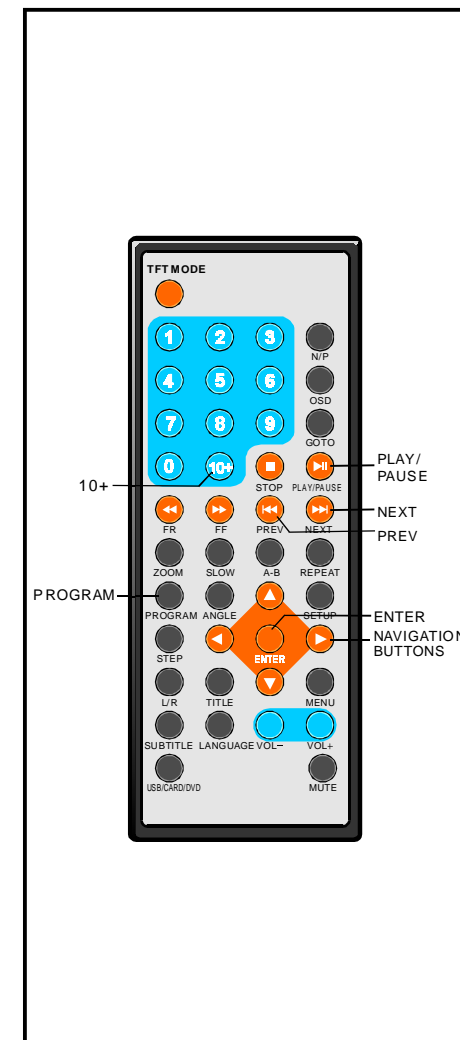 TFT MODE
1 2 3
N/P
4 5 6
OSD
7 8 9
GOTO
0 10+
10+
STOP PLAY/PAUSE
PLAY/
PAUSE
FR FF PREV NEXT
NEXT
PREV
ZOOM SLOW A-B REPEAT
PROGRAM
PROGRAM ANGLE SETUP
ENTER
STEP ENTER
NAVIGATION
BUTTONS
L/R TITLE MENU
SUBTITLE LANGUAGE VOL− VOL+
USB/CARD/DVD MUTE